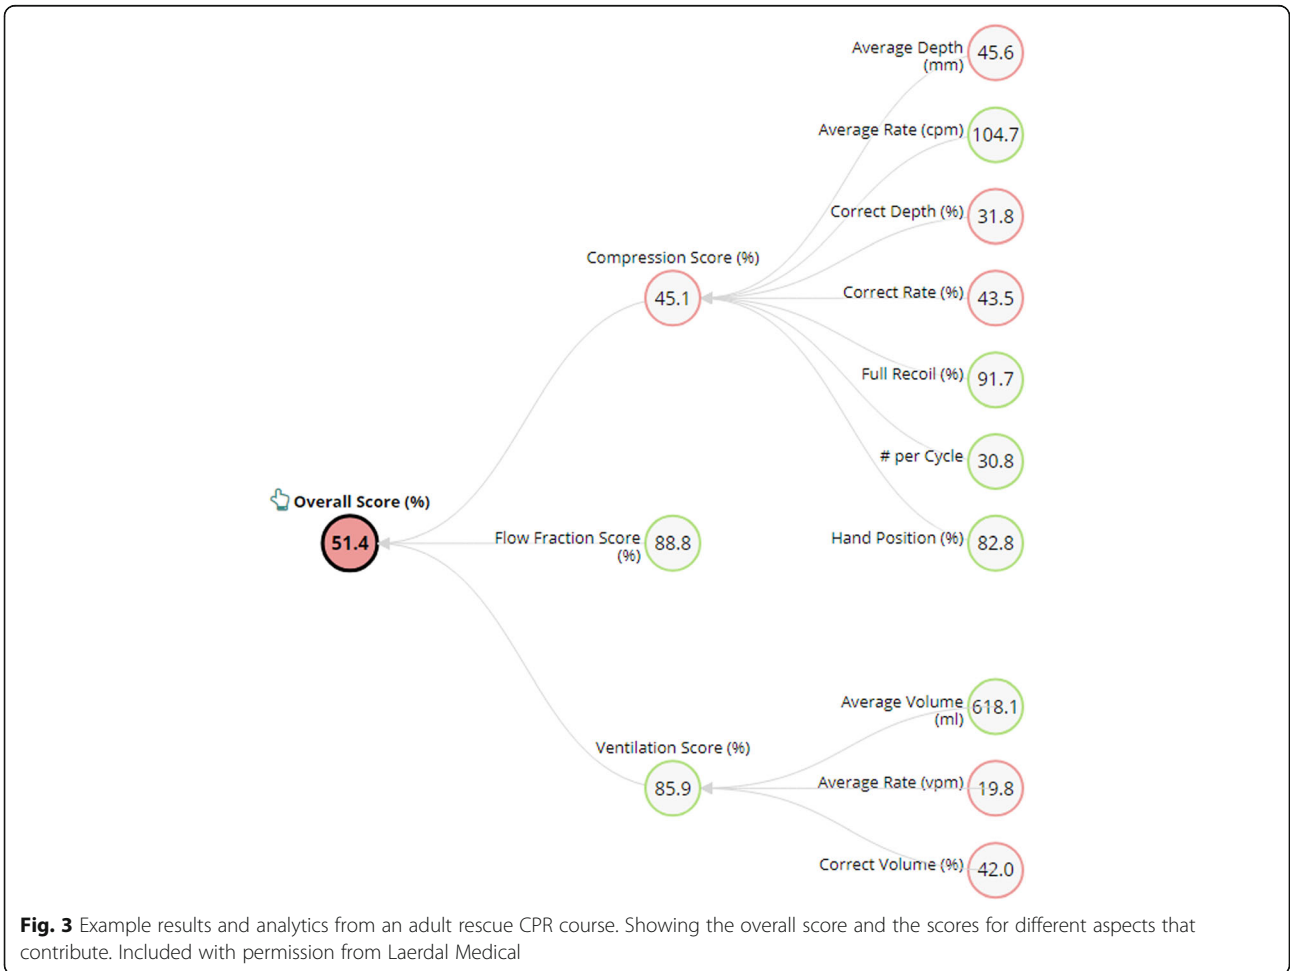 Average Depth
(mm)
45.6
Average Rate (cpm)
104.7
Correct Depth (%)
31.8
Compression Score (%)
45.1
Correct Rate (%)
43.5
Full Recoil (%)
91.7
# per Cycle
30.8
Overall Score (%)
51.4
Flow Fraction Score
(%)
88.8
Hand Position (%)
82.8
Average Volume
(ml)
618.1
Ventilation Score (%)
85.9
Average Rate (vpm)
19.8
Correct Volume (%)
42.0
Fig. 3 Example results and analytics from an adult rescue CPR course. Showing the overall score and the scores for different aspects that
contribute. Included with permission from Laerdal Medical